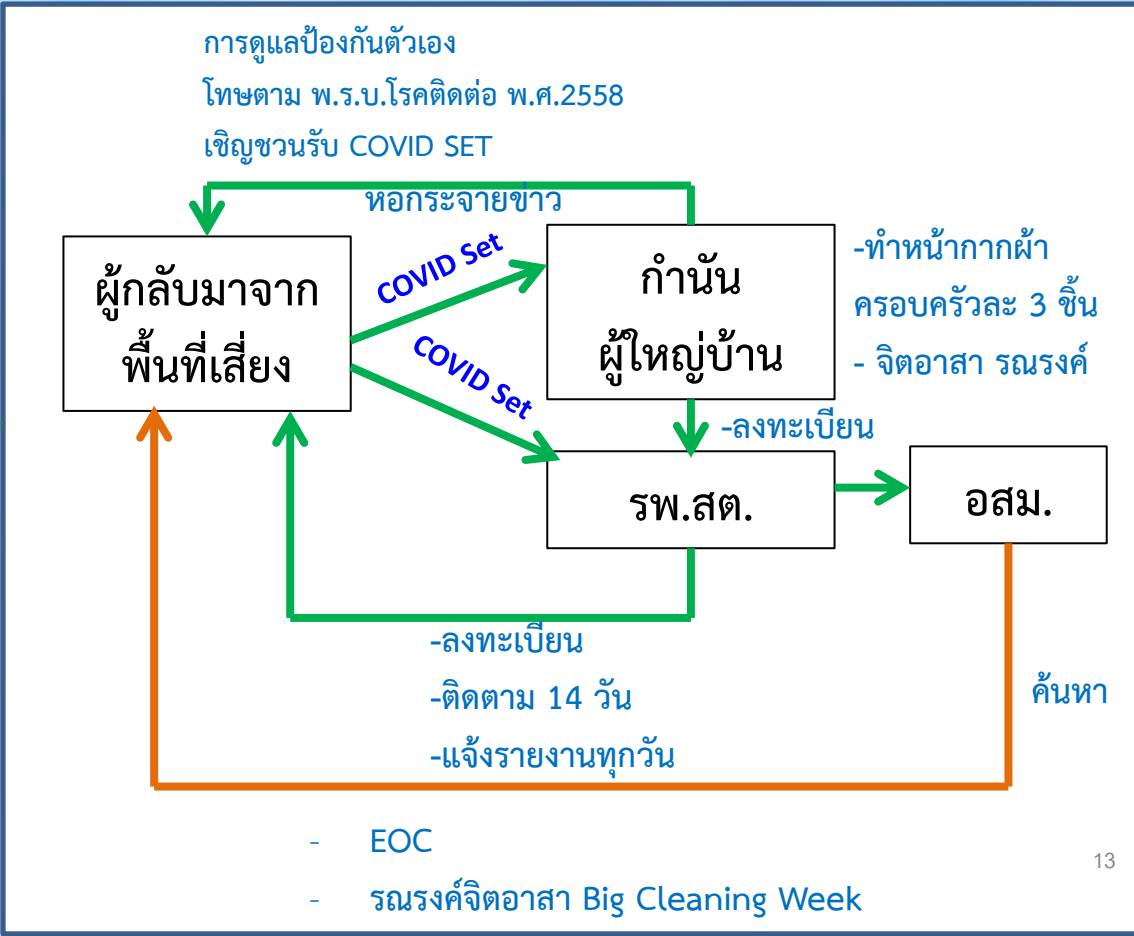 การดูแลป้องกันตัวเอง
โทษตาม พ.ร.บ.โรคติดต่อ พ.ศ.2558
เชิญชวนรับ COVID SET
หอกระจายข่าว
ผู้กลับมาจาก
พื้นที่เสี่ยง
COVID Set
COVID Set
กำนัน
ผู้ใหญ่บ้าน
-ทำหน้ากากผ้า
ครอบครัวละ 3 ชิ้น
- จิตอาสา รณรงค์
-ลงทะเบียน
รพ.สต.
อสม.
-ลงทะเบียน
-ติดตาม 14 วัน
-แจ้งรายงานทุกวัน
ค้นหา
- EOC
- รณรงค์จิตอาสา Big Cleaning Week
13